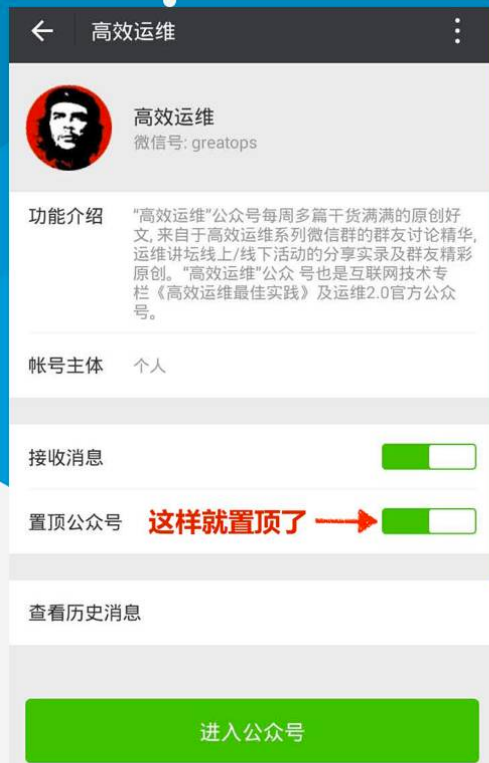 高效运维
高效运维
微信号: greatops
功能介绍
“高效运维”公众号每周多篇干货满满的原创好
文, 来自于高效运维系列微信群的群友讨论精华,
运维讲坛线上/线下活动的分享实录及群友精彩
原创。“高效运维”公众 号也是互联网技术专
栏《高效运维最佳实践》及运维2.0官方公众
号。
帐号主体 个人
接收消息
置顶公众号 这样就置顶了
查看历史消息
进入公众号